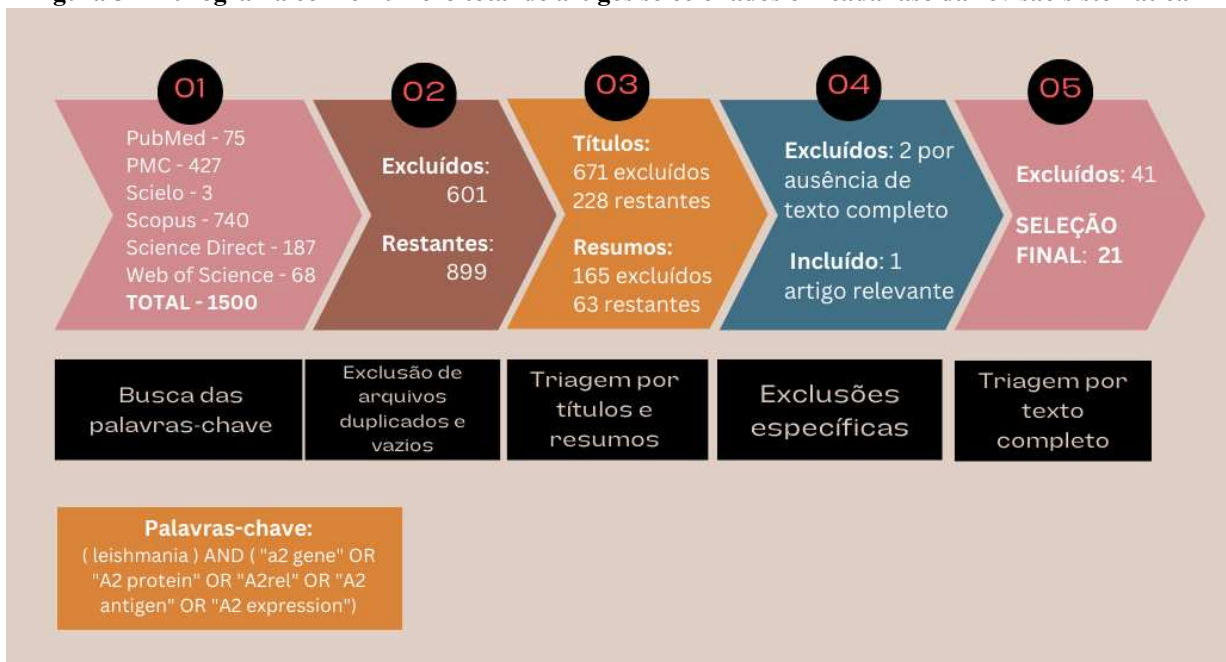 01
PubMed - 75
PMC - 427
Scielo - 3
Scopus - 740
Science Direct - 187
Web of Science - 68
TOTAL - 1500
02
Excluídos:
601
Restantes:
899
03
Títulos:
671 excluídos
228 restantes
Resumos:
165 excluídos
63 restantes
04
Excluídos: 2 por
ausência de
texto completo
Incluído: 1
artigo relevante
05
Excluídos: 41
SELEÇÃO
FINAL: 21
Busca das
palavras-chave
Exclusão de
arquivos
duplicados e
vazios
Triagem por
títulos e
resumos
Exclusões
específicas
Triagem por
texto
completo
Palavras-chave:
( leishmania ) AND ( "a2 gene" OR
"A2 protein" OR "A2rel" OR "A2
antigen" OR "A2 expression")